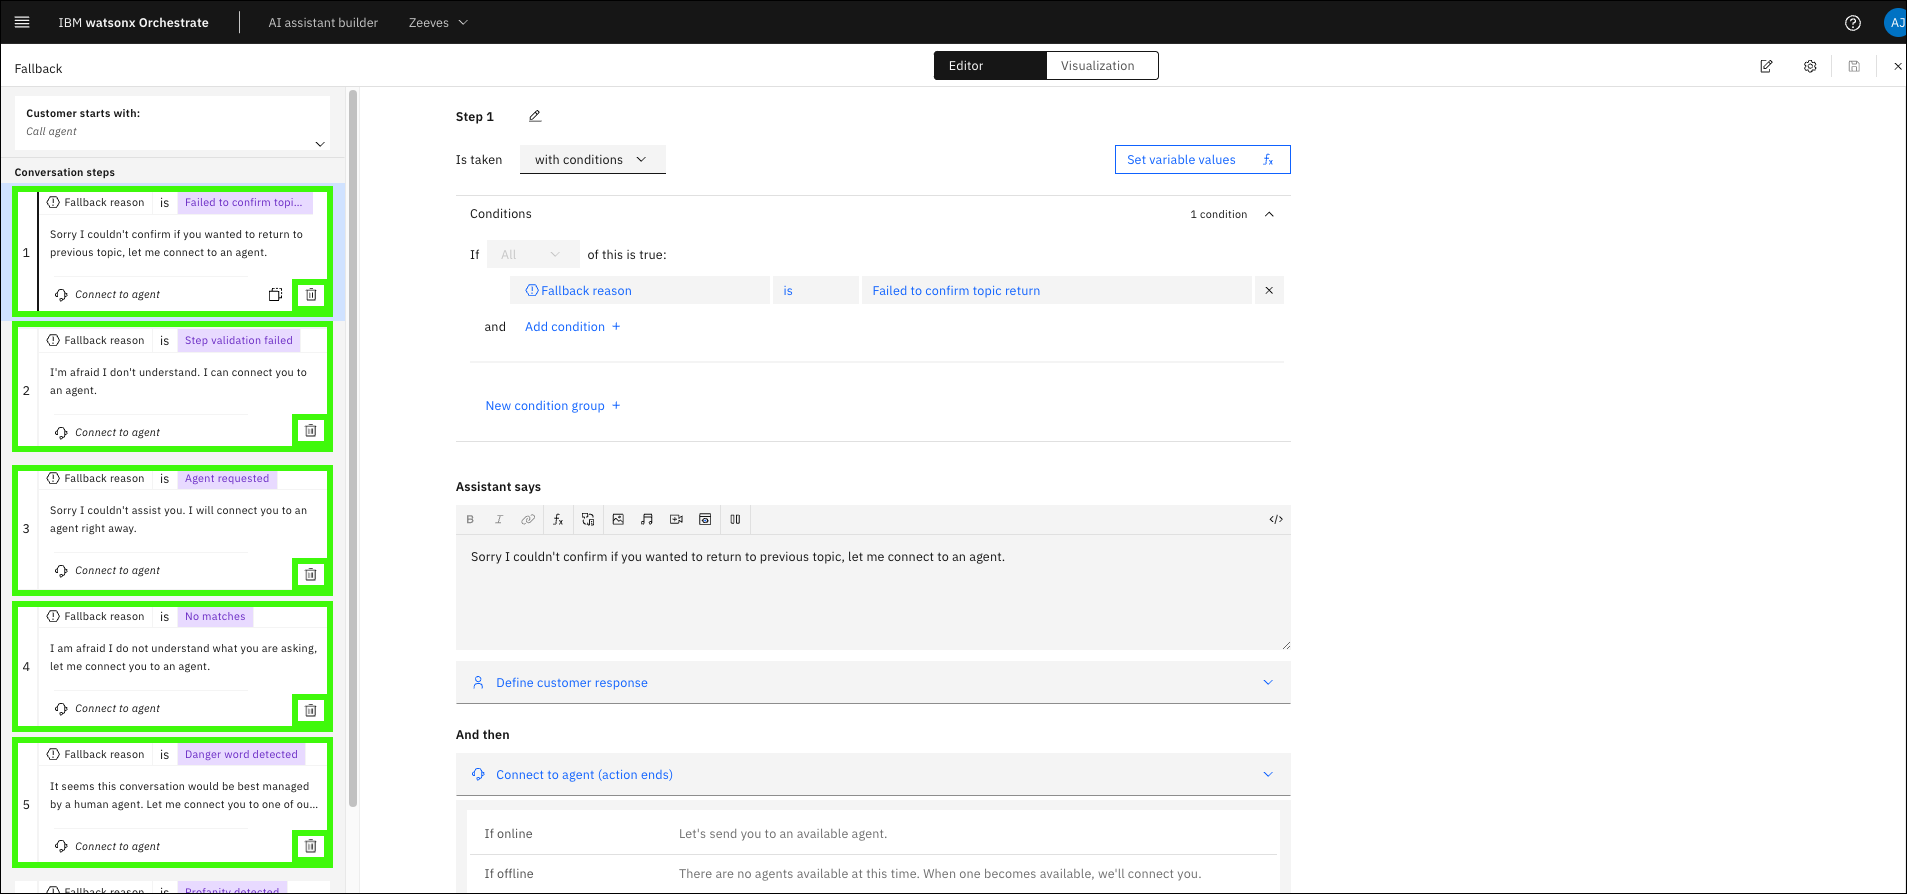 IBM watsonx Orchestrate
AI assistant builder
Zeeves
AJ
Fallback
Editor
Visualization
Customer starts with:
Call agent
Conversation steps
1
Fallback reason is Failed to confirm topi...
Sorry I couldn't confirm if you wanted to return to
previous topic, let me connect to an agent.
Connect to agent
2
Fallback reason is Step validation failed
I'm afraid I don't understand. I can connect you to
an agent.
Connect to agent
3
Fallback reason is Agent requested
Sorry I couldn't assist you. I will connect you to an
agent right away.
Connect to agent
4
Fallback reason is No matches
I am afraid I do not understand what you are asking,
let me connect you to an agent.
Connect to agent
5
Fallback reason is Danger word detected
It seems this conversation would be best managed
by a human agent. Let me connect you to one of ou...
Connect to agent
Fallback reason is Profanity detected
Step 1
Is taken with conditions
Set variable values fx
Conditions
1 condition
If All of this is true:
Fallback reason is Failed to confirm topic return
and Add condition +
New condition group +
Assistant says
B I fx </>
Sorry I couldn't confirm if you wanted to return to previous topic, let me connect to an agent.
Define customer response
And then
Connect to agent (action ends)
If online Let's send you to an available agent.
If offline There are no agents available at this time. When one becomes available, we'll connect you.